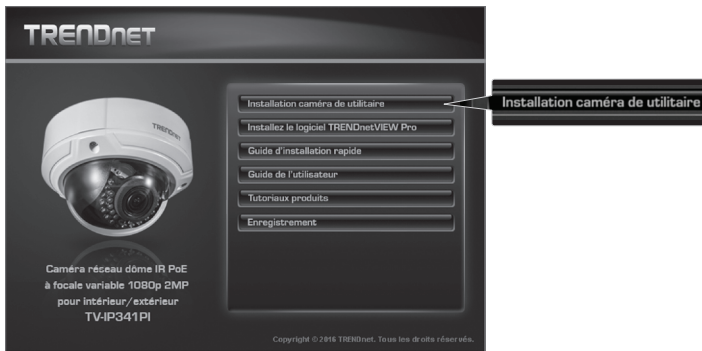 TRENDnet
Installation caméra de utilitaire
Installez le logiciel TRENDnetVIEW Pro
Guide d'installation rapide
Guide de l'utilisateur
Tutoriaux produits
Enregistrement
Installation caméra de utilitaire
TRENDnet
Caméra réseau dôme IR PoE
à focale variable 1080p 2MP
pour intérieur/extérieur
TV-IP341PI
Copyright © 2016 TRENDnet. Tous les droits réservés.